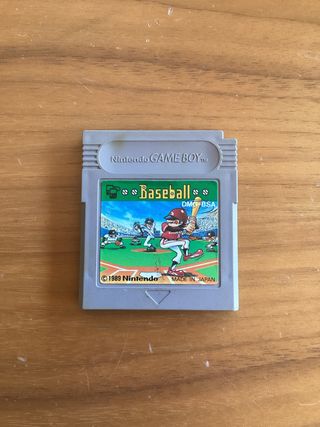 Nintendo GAME BOY TM
Baseball
DMG-BSA
© 1989 Nintendo MADE IN JAPAN